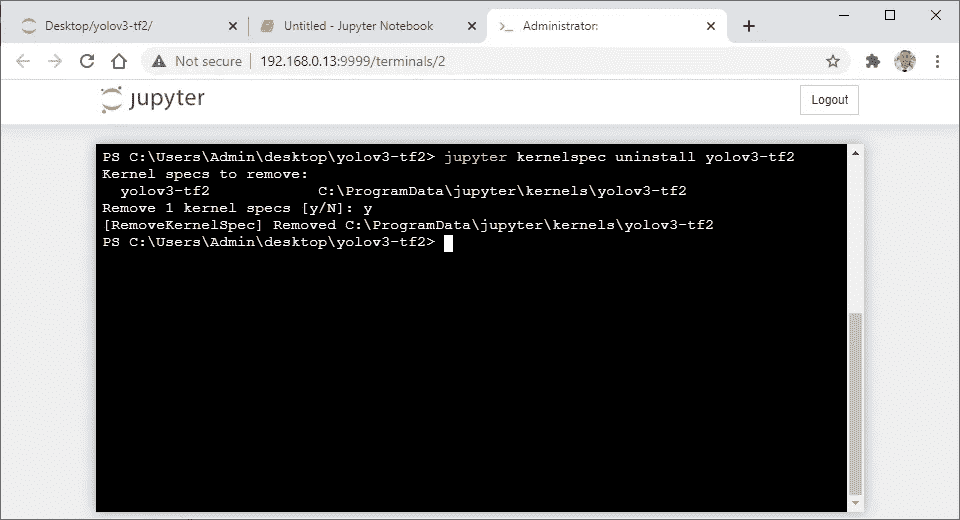 Desktop/yolov3-tf2/
Untitled - Jupyter Notebook
Administrator:
Not secure
192.168.0.13:9999/terminals/2
jupyter
Logout
PS C:\Users\Admin\desktop\yolov3-tf2> jupyter kernelspec uninstall yolov3-tf2
Kernel specs to remove:
yolov3-tf2 C:\ProgramData\jupyter\kernels\yolov3-tf2
Remove 1 kernel specs [y/N]: y
[RemoveKernelSpec] Removed C:\ProgramData\jupyter\kernels\yolov3-tf2
PS C:\Users\Admin\desktop\yolov3-tf2>